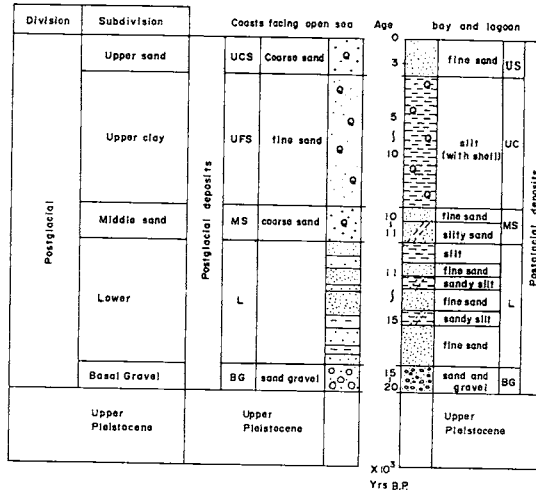 Division Subdivision Coasts facing open sea Age bay and lagoon
0
Upper sand UCS Coarse sand 3 fine sand US
Upper clay UFS fine sand 5 ~ 10 silt (with shell) UC
Middle sand MS coarse sand 10 ~ 11 fine sand MS
silty sand
Postglacial Postglacial deposits Postglacial deposits
Lower L silt L
11 fine sand
sandy silt
~ fine sand
15 sandy silt
fine sand
Basal Gravel BG sand gravel 15 ~ 20 sand and gravel BG
Upper Pleistocene Upper Pleistocene Upper Pleistocene
X10³
Yrs B.P.